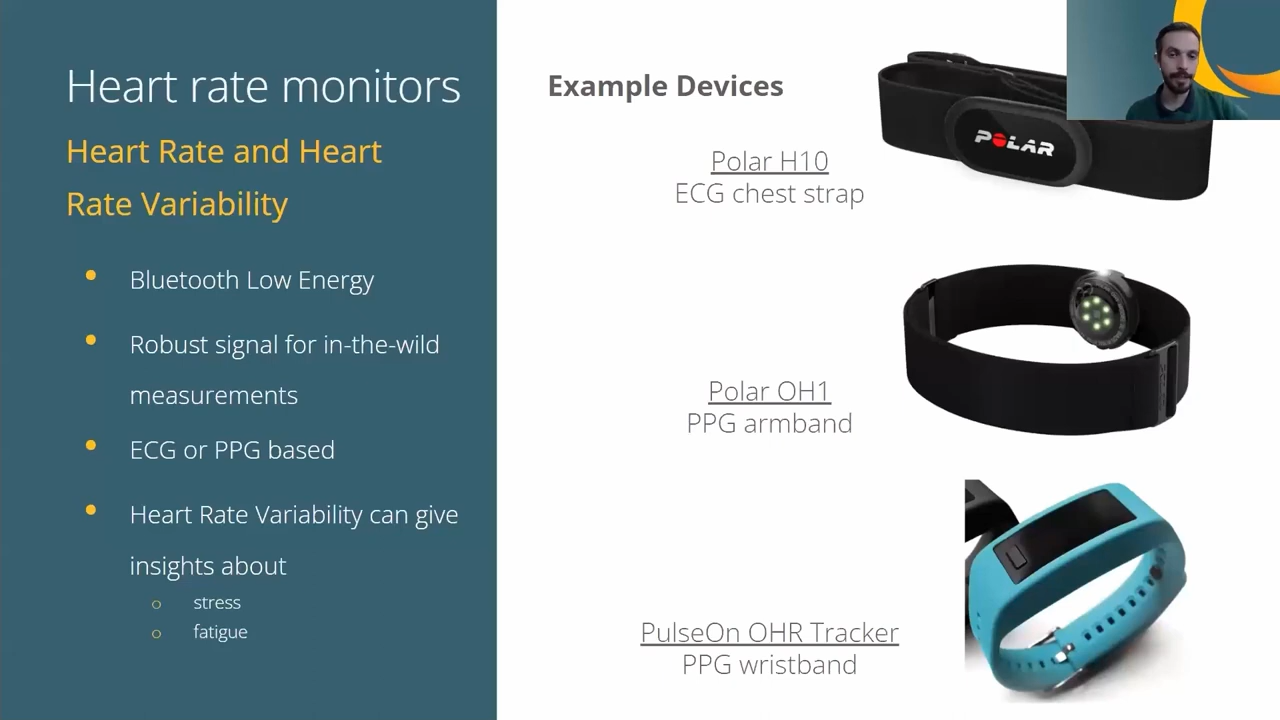 Heart rate monitors
Heart Rate and Heart
Rate Variability
• Bluetooth Low Energy
• Robust signal for in-the-wild
measurements
• ECG or PPG based
• Heart Rate Variability can give
insights about
o stress
o fatigue
Example Devices
Polar H10
ECG chest strap
POLAR
Polar OH1
PPG armband
PulseOn OHR Tracker
PPG wristband